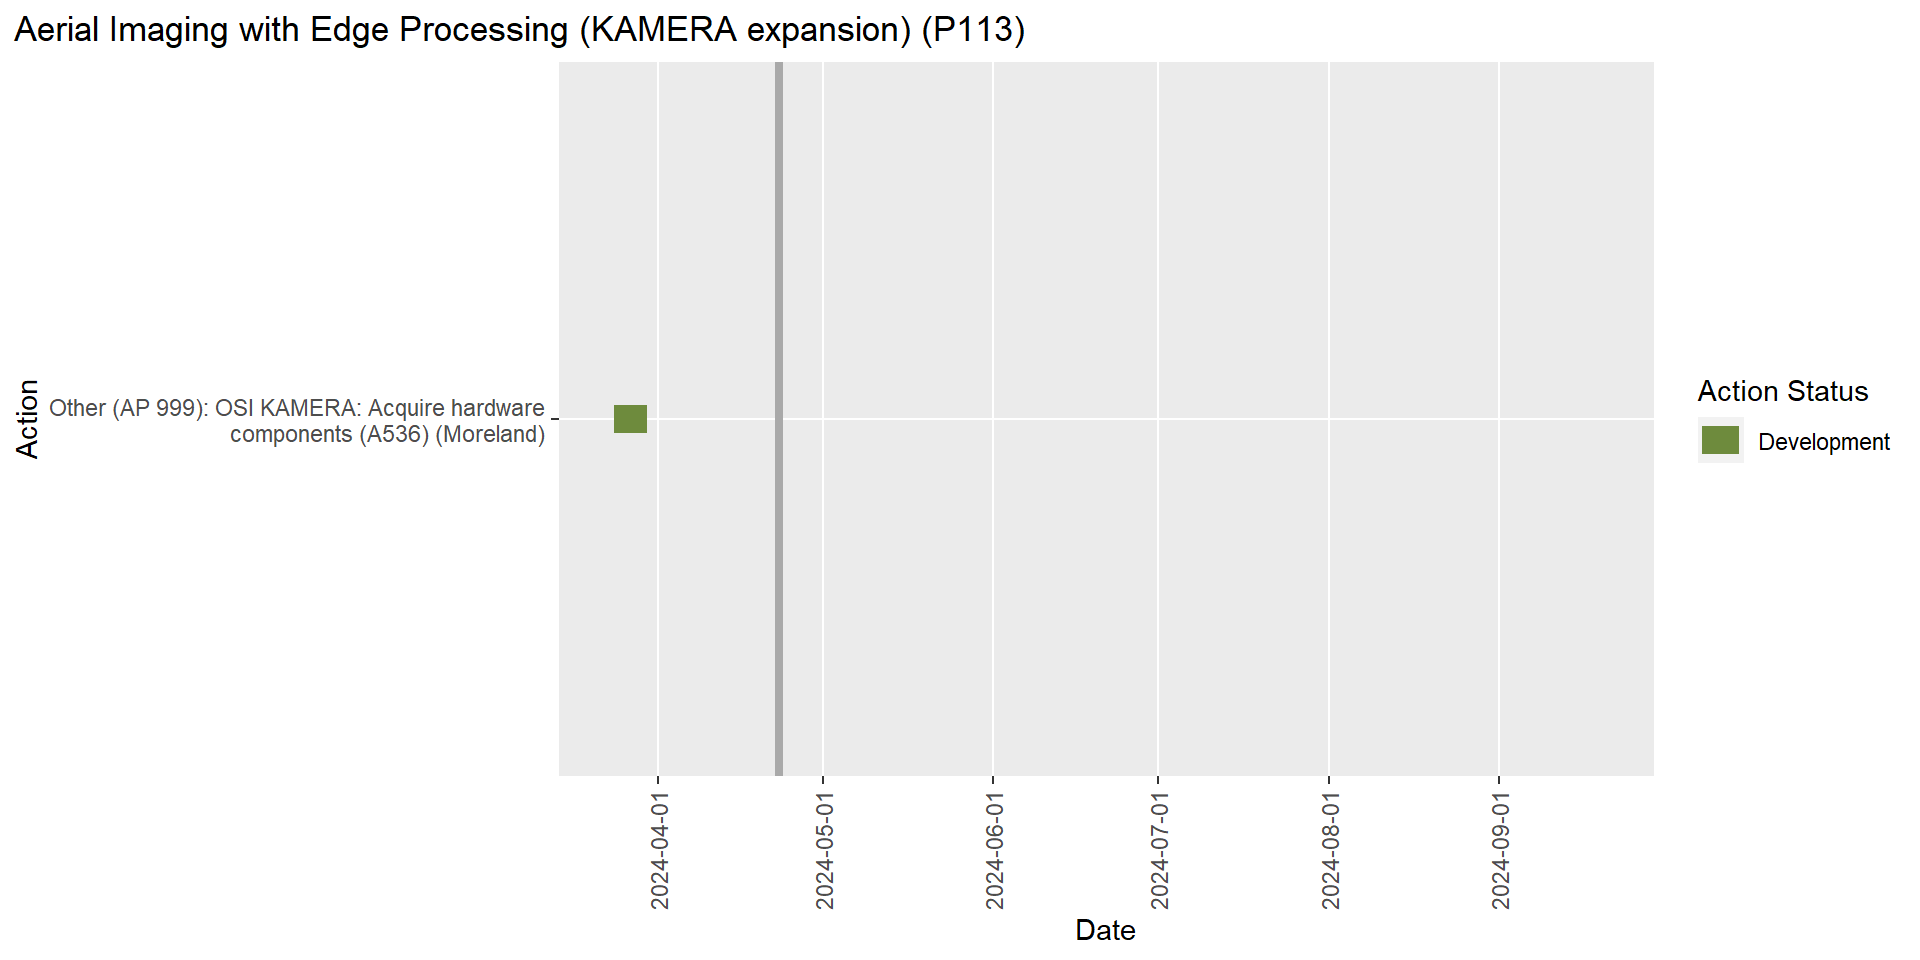 Aerial Imaging with Edge Processing (KAMERA expansion) (P113)
Action
Other (AP 999): OSI KAMERA: Acquire hardware
components (A536) (Moreland)
Action Status
Development
2024-04-01
2024-05-01
2024-06-01
2024-07-01
2024-08-01
2024-09-01
Date